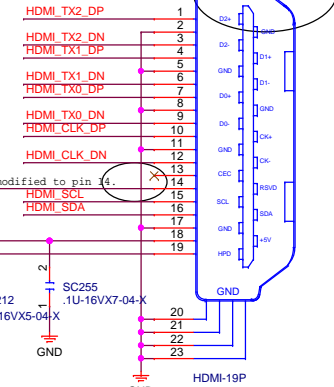 HDMI_TX2_DP 1 D2+
2 GND
HDMI_TX2_DN 3 D2-
HDMI_TX1_DP 4 D1+
5 GND
HDMI_TX1_DN 6 D1-
HDMI_TX0_DP 7 D0+
8 GND
HDMI_TX0_DN 9 D0-
HDMI_CLK_DP 10 CK+
11 GND
HDMI_CLK_DN 12 CK-
13 CEC
modified to pin 14. 14 RSVD
HDMI_SCL 15 SCL
HDMI_SDA 16 SDA
17 GND
18 +5V
19 HPD
2
SC255
212 1 .1U-16VX7-04-X
16VX5-04-X
GND
GND
20
21
22
23
HDMI-19P